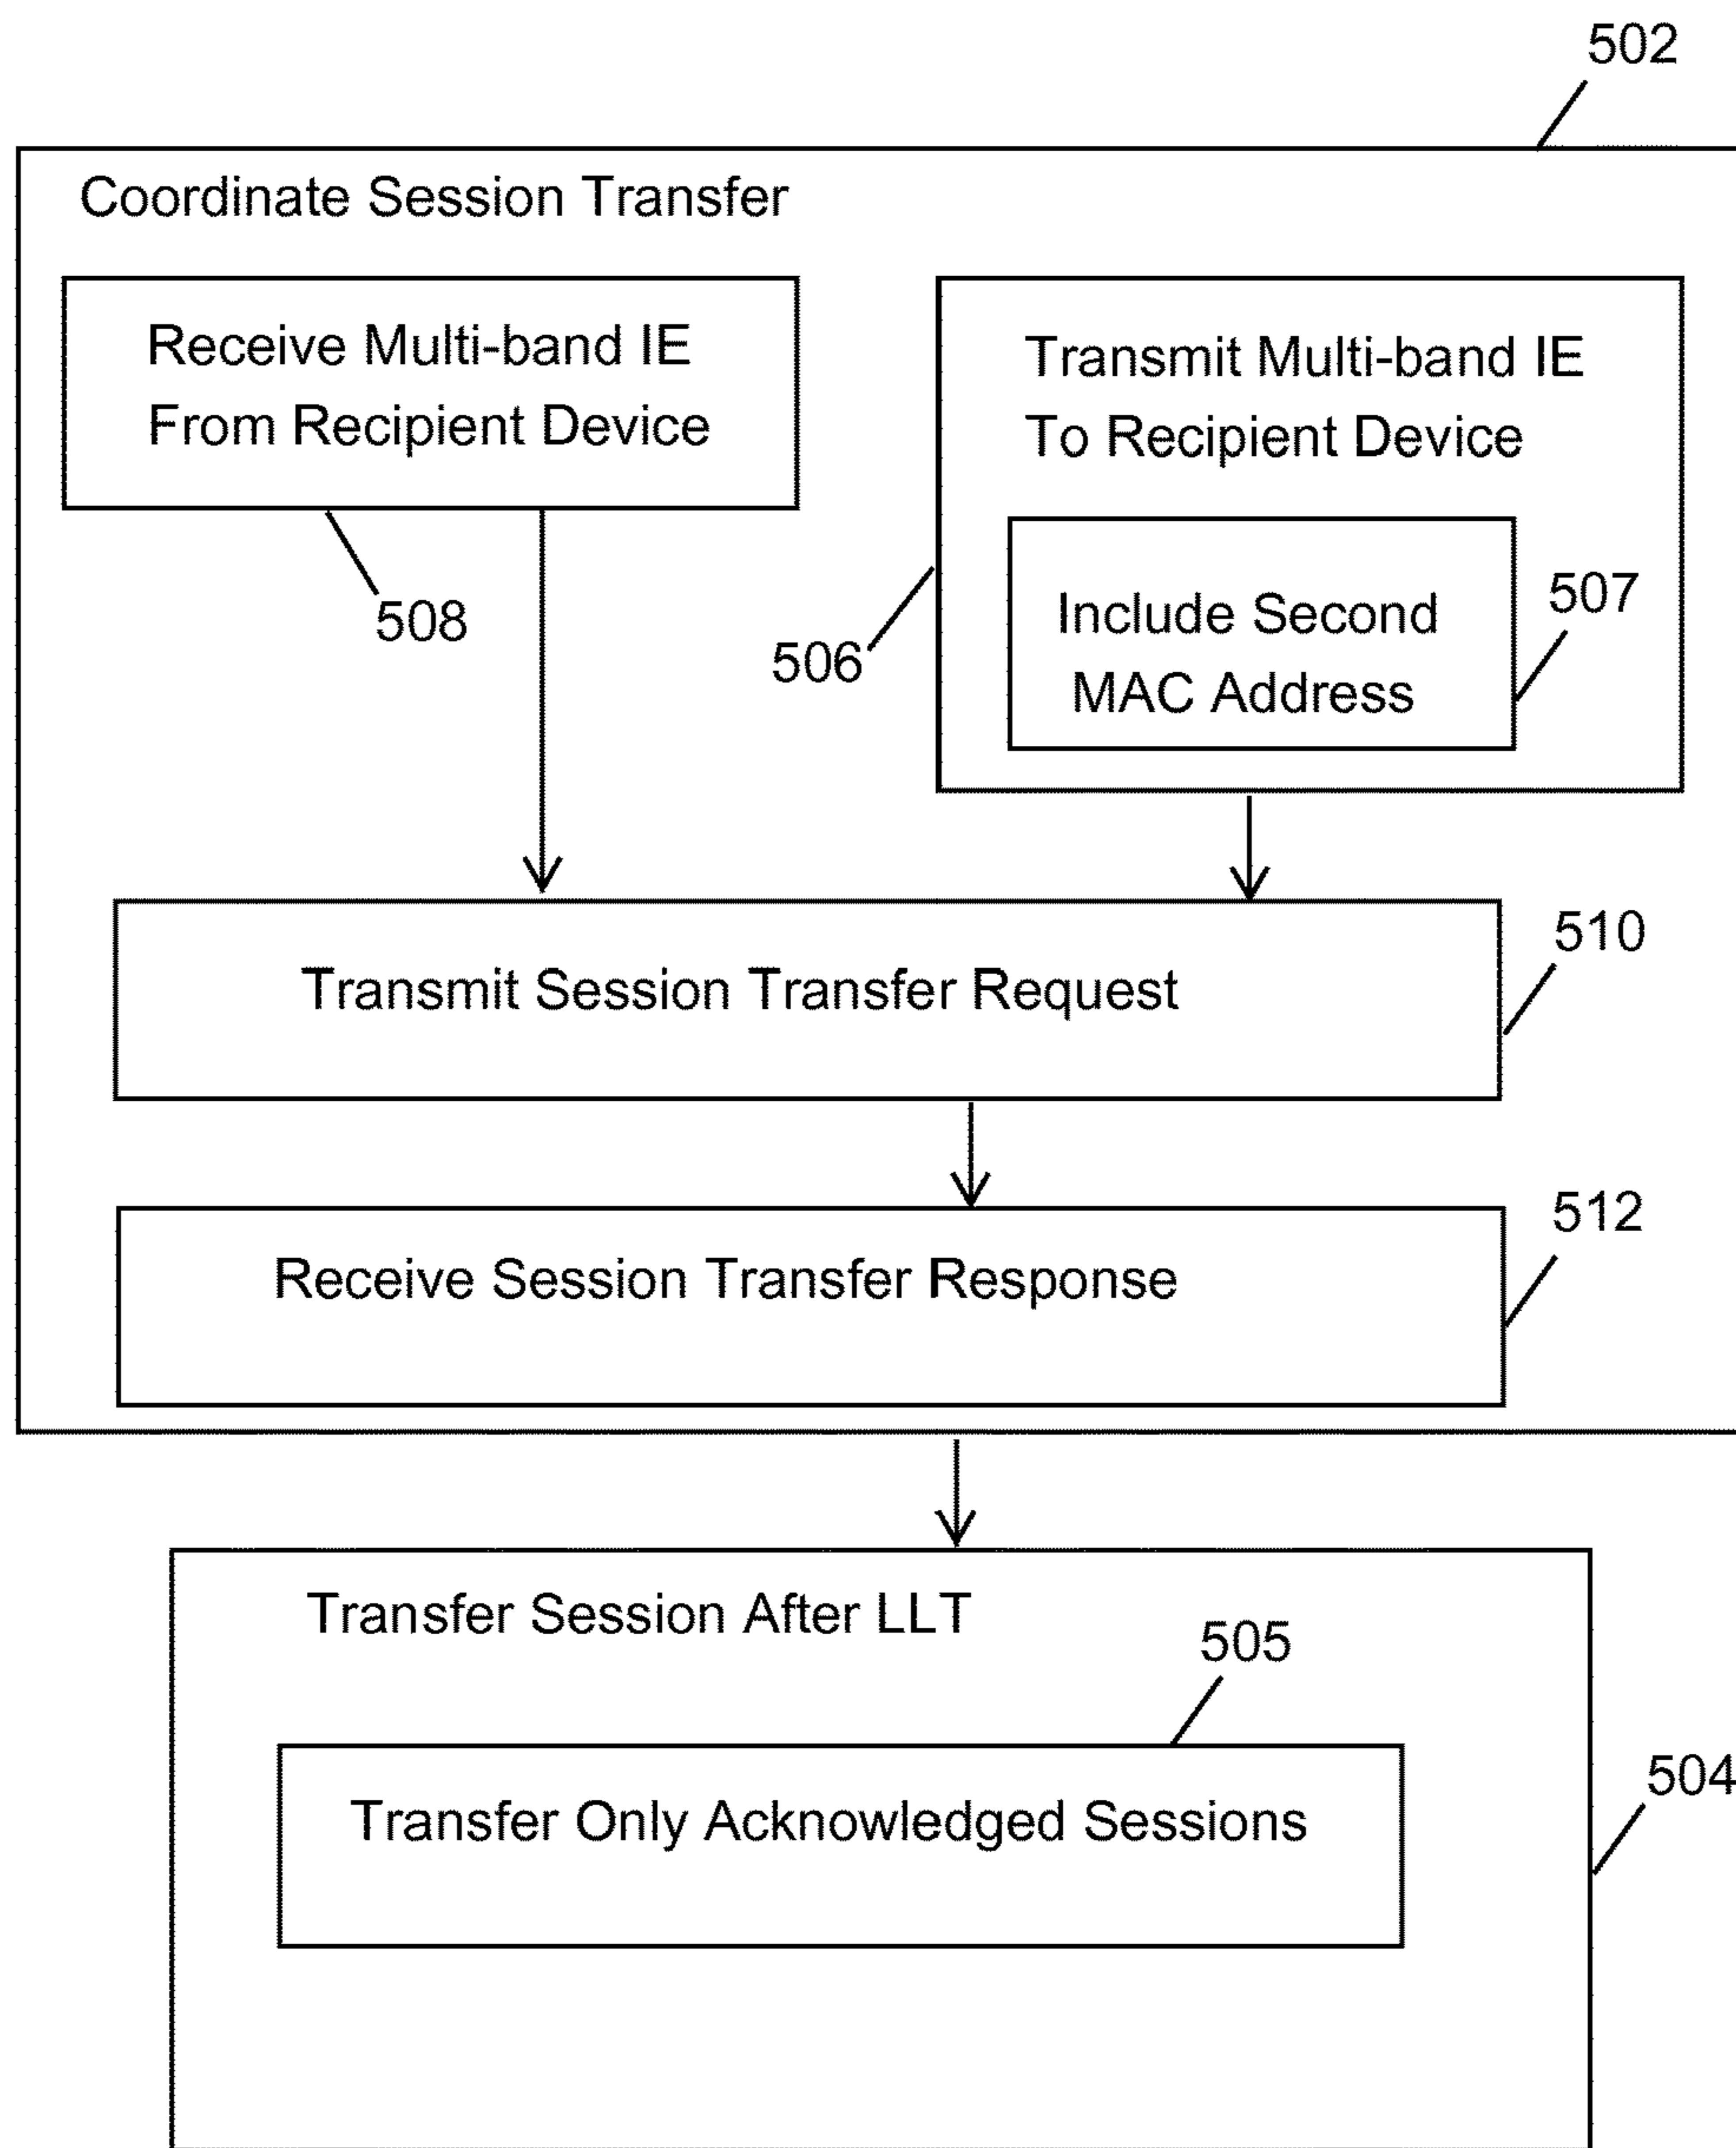 502
Coordinate Session Transfer
Receive Multi-band IE
From Recipient Device
508
Transmit Multi-band IE
To Recipient Device
506
Include Second
MAC Address
507
Transmit Session Transfer Request
510
Receive Session Transfer Response
512
Transfer Session After LLT
505
Transfer Only Acknowledged Sessions
504